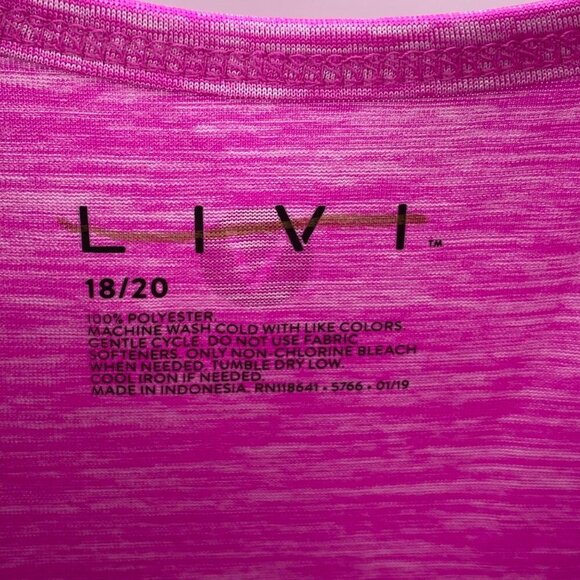 LIVI™
18/20
100% POLYESTER.
MACHINE WASH COLD WITH LIKE COLORS.
GENTLE CYCLE. DO NOT USE FABRIC
SOFTENERS. ONLY NON-CHLORINE BLEACH
WHEN NEEDED. TUMBLE DRY LOW.
COOL IRON IF NEEDED.
MADE IN INDONESIA. RN118641 • 5766 • 01/19